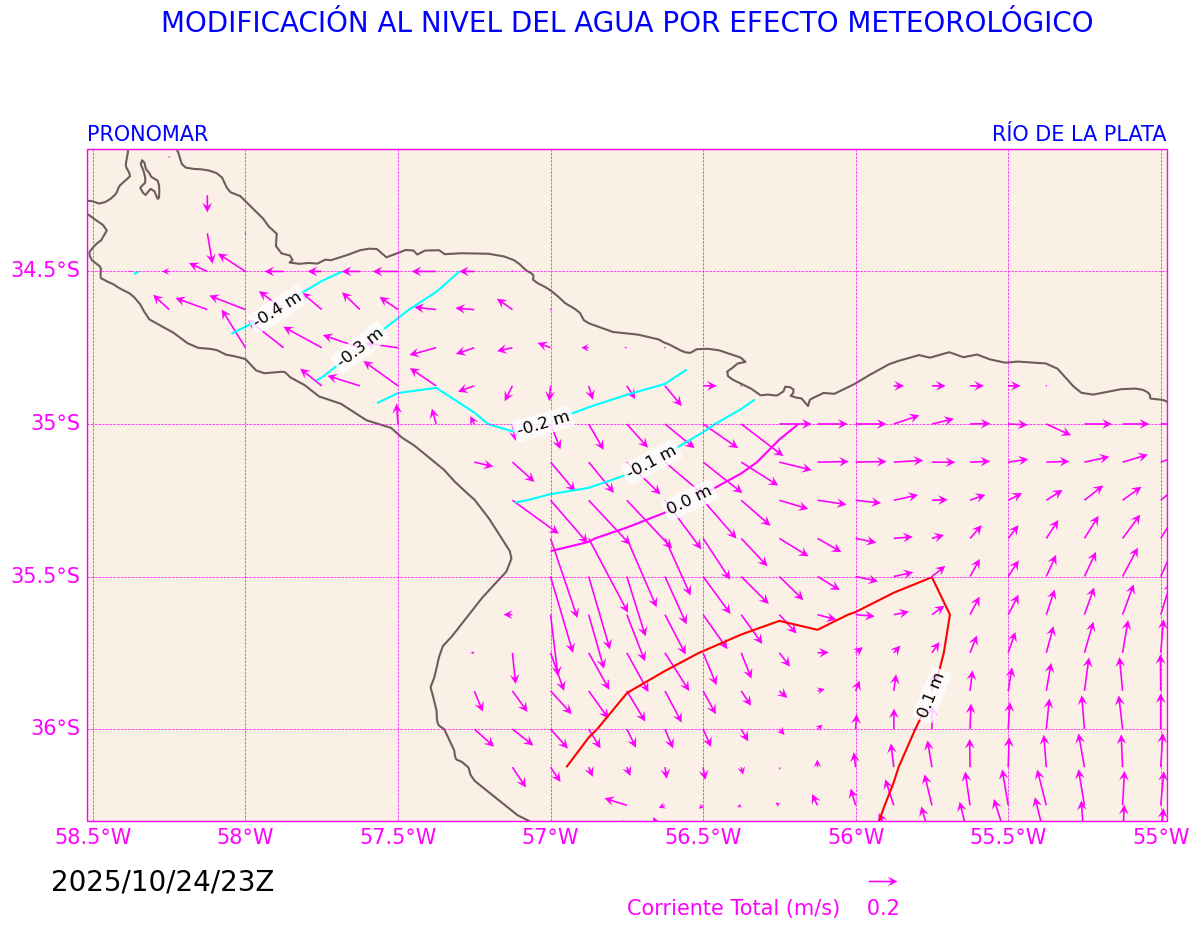 MODIFICACIÓN AL NIVEL DEL AGUA POR EFECTO METEOROLÓGICO
PRONOMAR
RÍO DE LA PLATA
34.5°S
35°S
35.5°S
36°S
-0.4 m
-0.3 m
-0.2 m
-0.1 m
0.0 m
0.1 m
58.5°W
58°W
57.5°W
57°W
56.5°W
56°W
55.5°W
55°W
2025/10/24/23Z
Corriente Total (m/s)
0.2